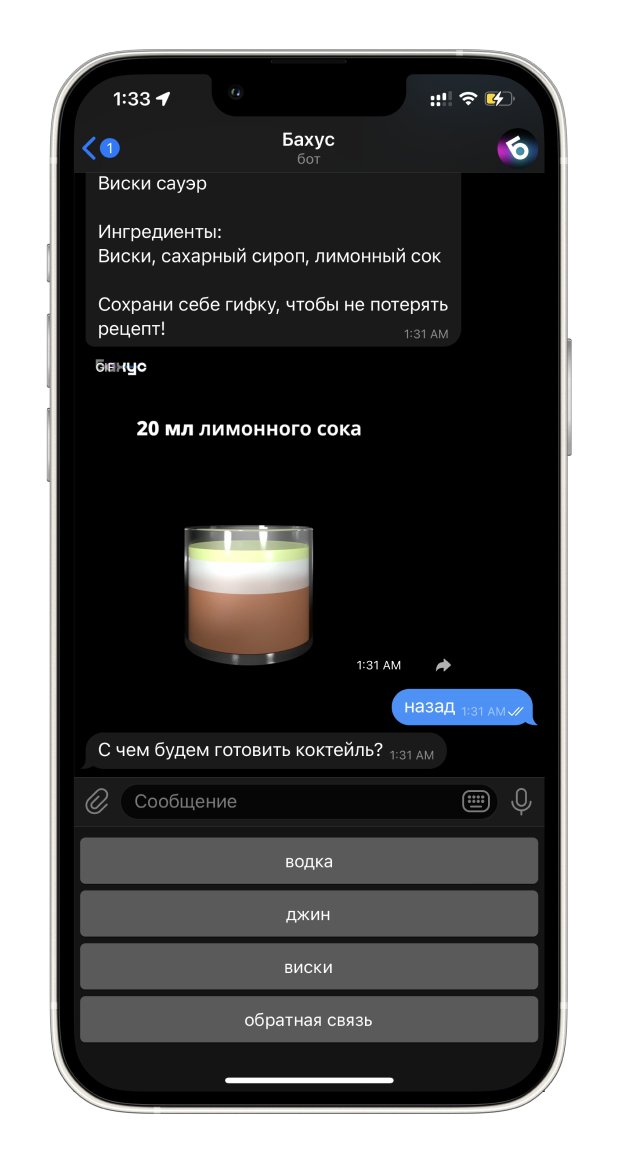 1:33
1
Бахус
бот
Виски сауэр
Ингредиенты:
Виски, сахарный сироп, лимонный сок
Сохрани себе гифку, чтобы не потерять
рецепт!
1:31 AM
бахус
GIF
20 мл лимонного сока
1:31 AM
назад 1:31 AM
С чем будем готовить коктейль? 1:31 AM
Сообщение
водка
джин
виски
обратная связь